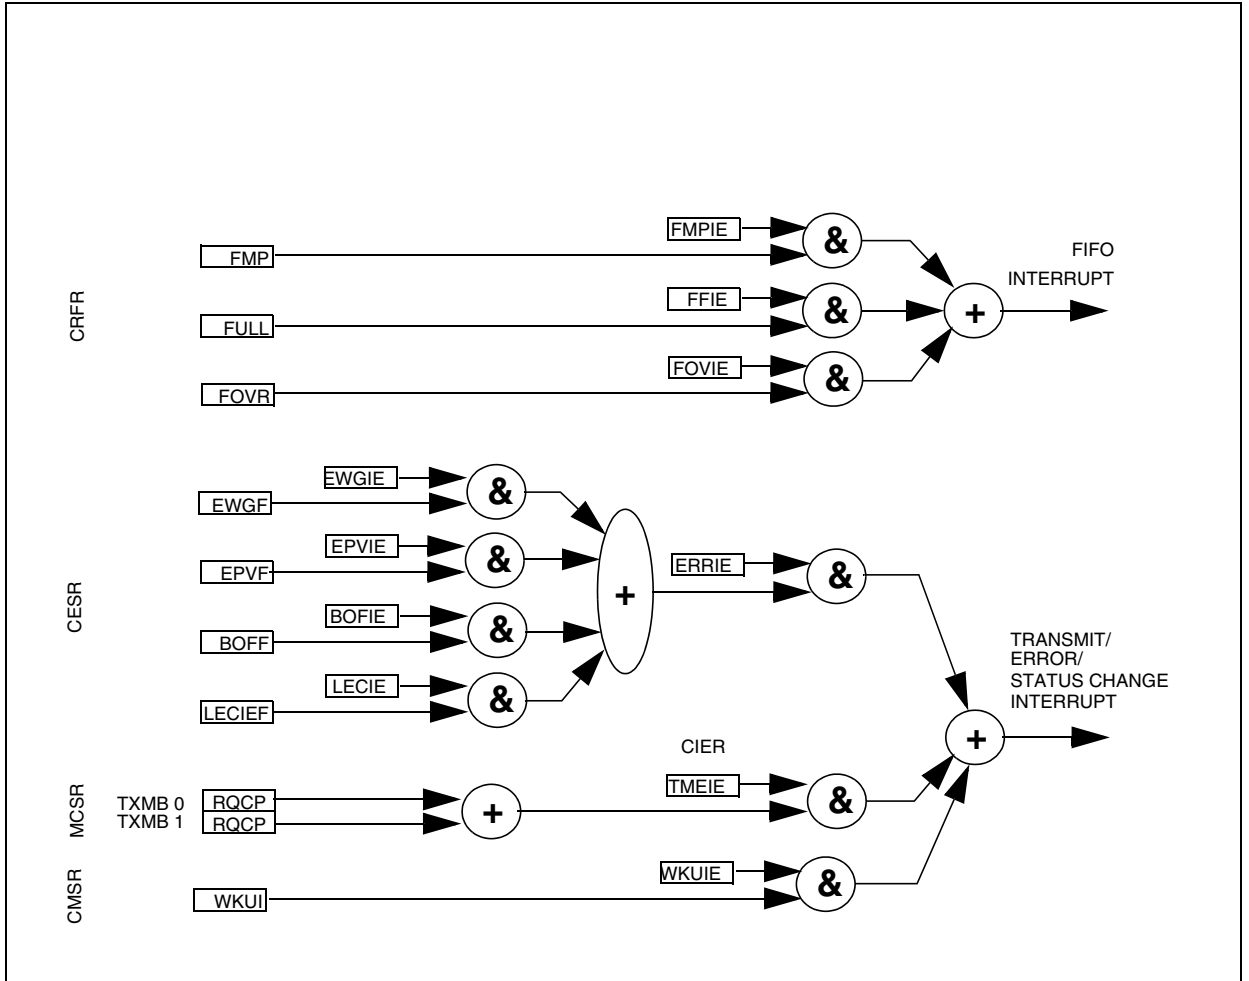 FMPIE
&
FIFO
INTERRUPT
FMP
CRFR
FFIE
&
+
FULL
FOVIE
&
FOVR
EWGIE
&
EWGF
EPVIE
&
EPVF
+
ERRIE
&
CESR
BOFIE
&
BOFF
LECIE
&
LECIEF
TRANSMIT/
ERROR/
STATUS CHANGE
INTERRUPT
+
CIER
MCSR
TXMB 0 RQCP
TXMB 1 RQCP
+
TMEIE
&
CMSR
WKUIE
&
WKUI